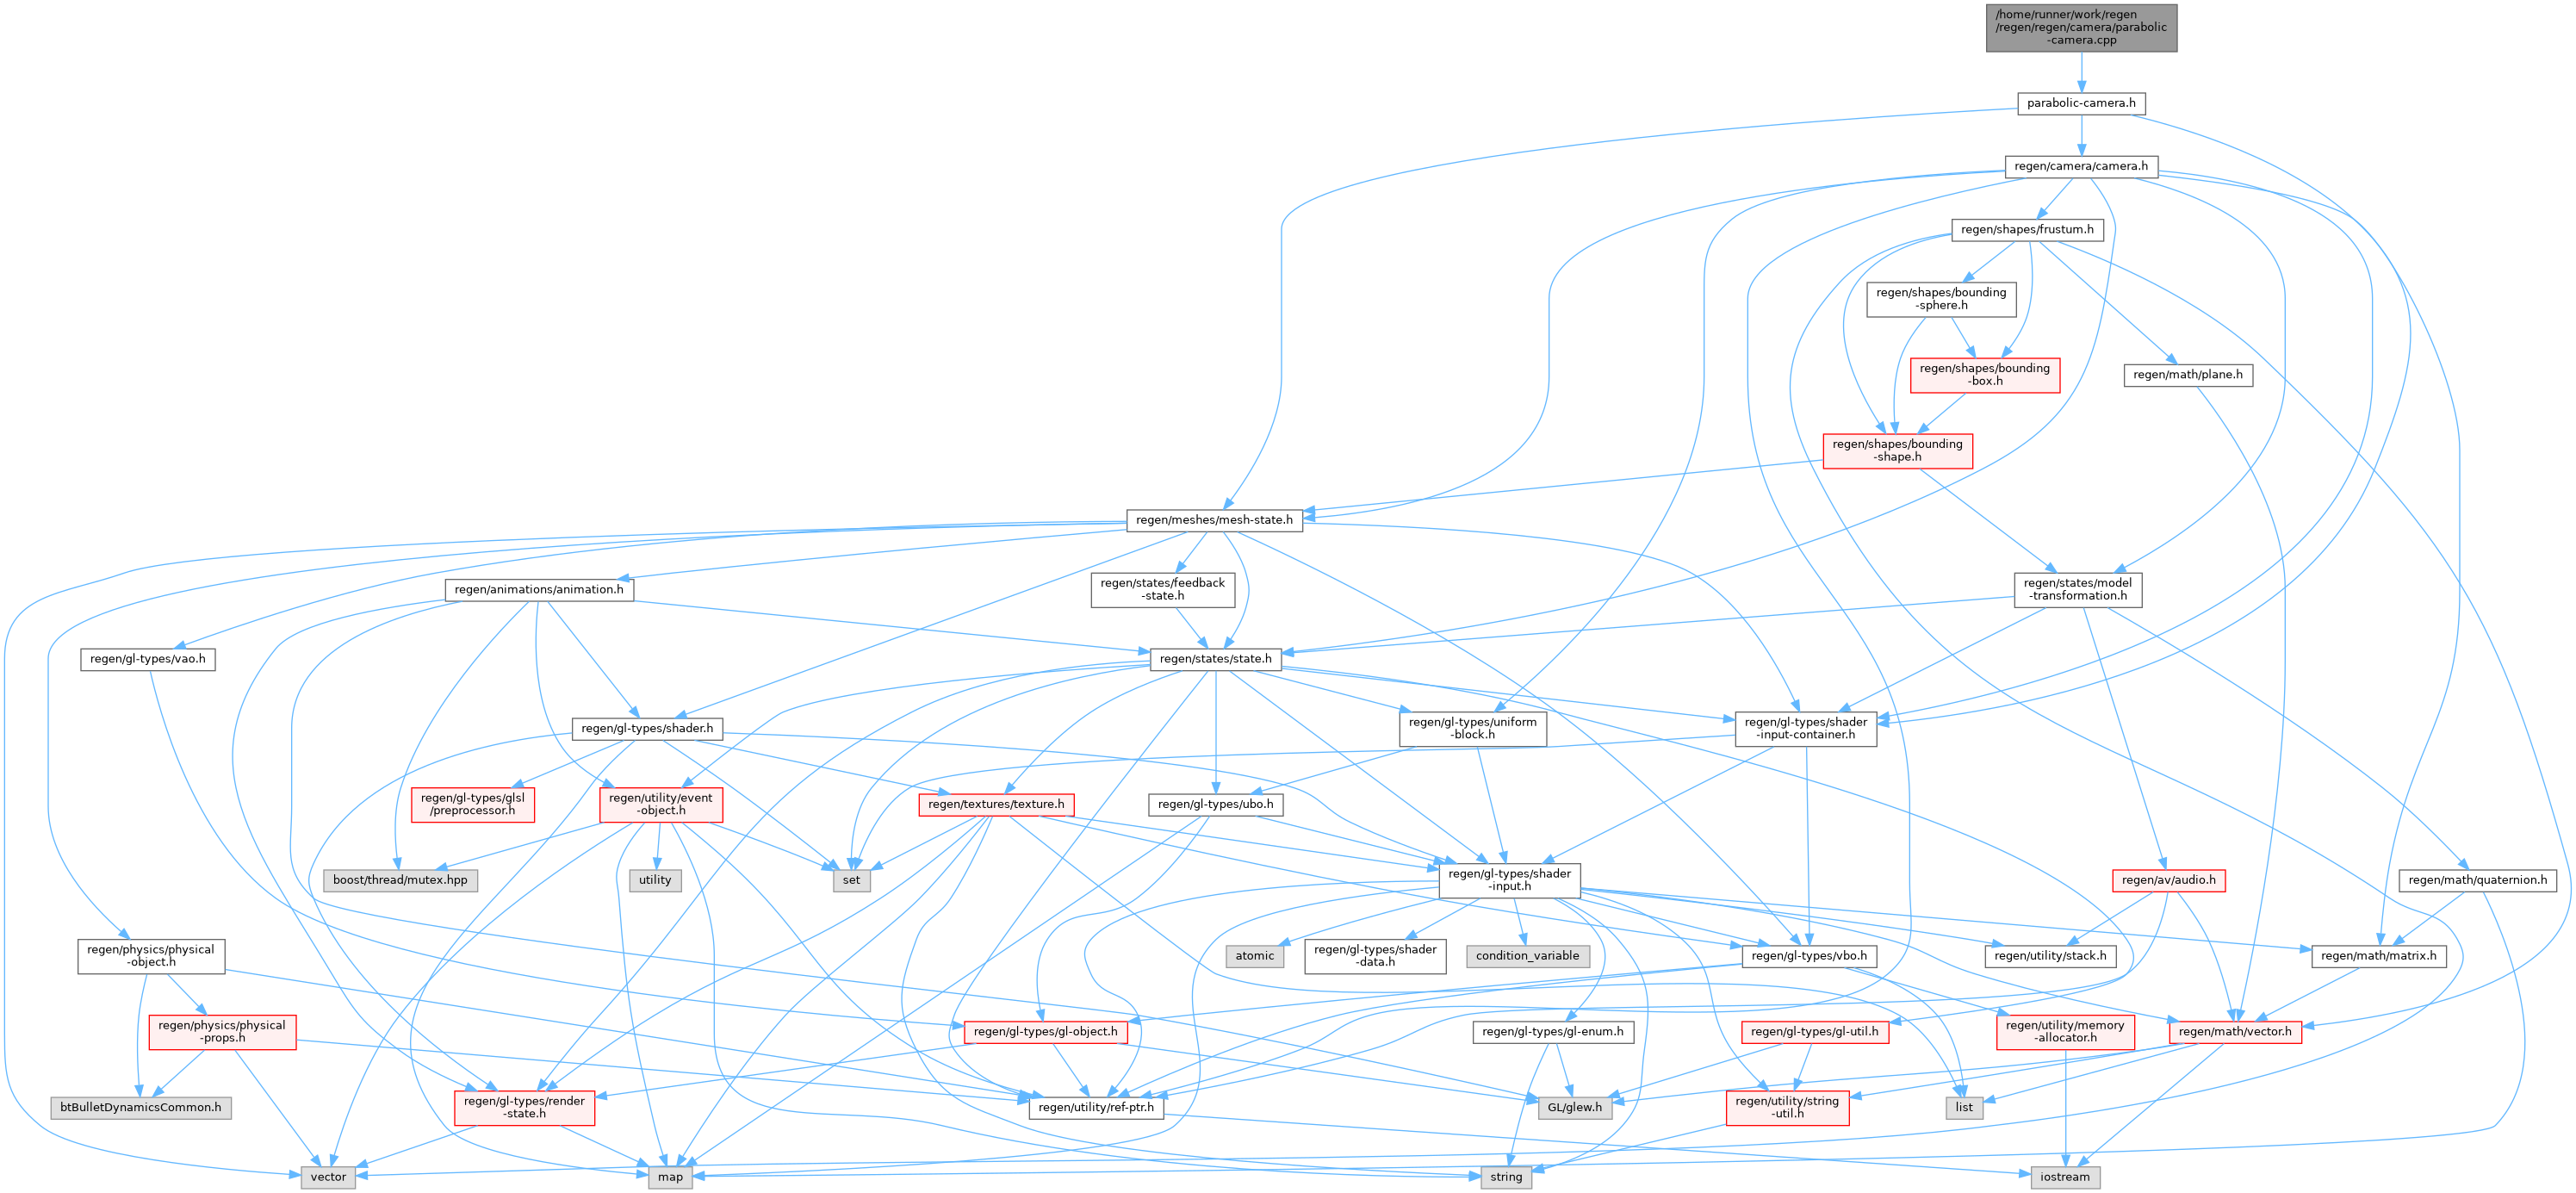 /home/runner/work/regen
/regen/regen/camera/parabolic
-camera.cpp
parabolic-camera.h
regen/camera/camera.h
regen/shapes/frustum.h
regen/shapes/bounding
-sphere.h
regen/shapes/bounding
-box.h
regen/math/plane.h
regen/shapes/bounding
-shape.h
regen/meshes/mesh-state.h
regen/animations/animation.h
regen/states/feedback
-state.h
regen/states/model
-transformation.h
regen/gl-types/vao.h
regen/states/state.h
regen/gl-types/shader.h
regen/gl-types/uniform
-block.h
regen/gl-types/shader
-input-container.h
regen/gl-types/glsl
/preprocessor.h
regen/utility/event
-object.h
regen/textures/texture.h
regen/gl-types/ubo.h
boost/thread/mutex.hpp
utility
set
regen/gl-types/shader
-input.h
regen/av/audio.h
regen/math/quaternion.h
regen/physics/physical
-object.h
atomic
regen/gl-types/shader
-data.h
condition_variable
regen/gl-types/vbo.h
regen/utility/stack.h
regen/math/matrix.h
regen/physics/physical
-props.h
regen/gl-types/gl-object.h
regen/gl-types/gl-enum.h
regen/gl-types/gl-util.h
regen/utility/memory
-allocator.h
regen/math/vector.h
btBulletDynamicsCommon.h
regen/gl-types/render
-state.h
regen/utility/ref-ptr.h
GL/glew.h
regen/utility/string
-util.h
list
vector
map
string
iostream